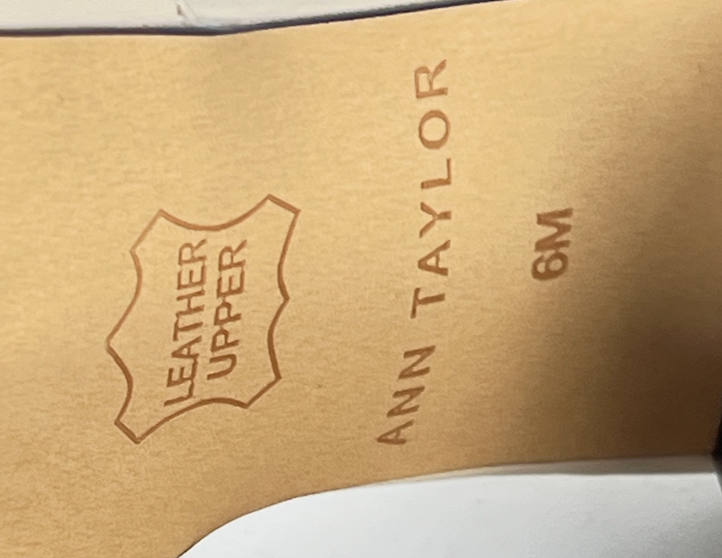 LEATHER
UPPER
ANN TAYLOR
6M